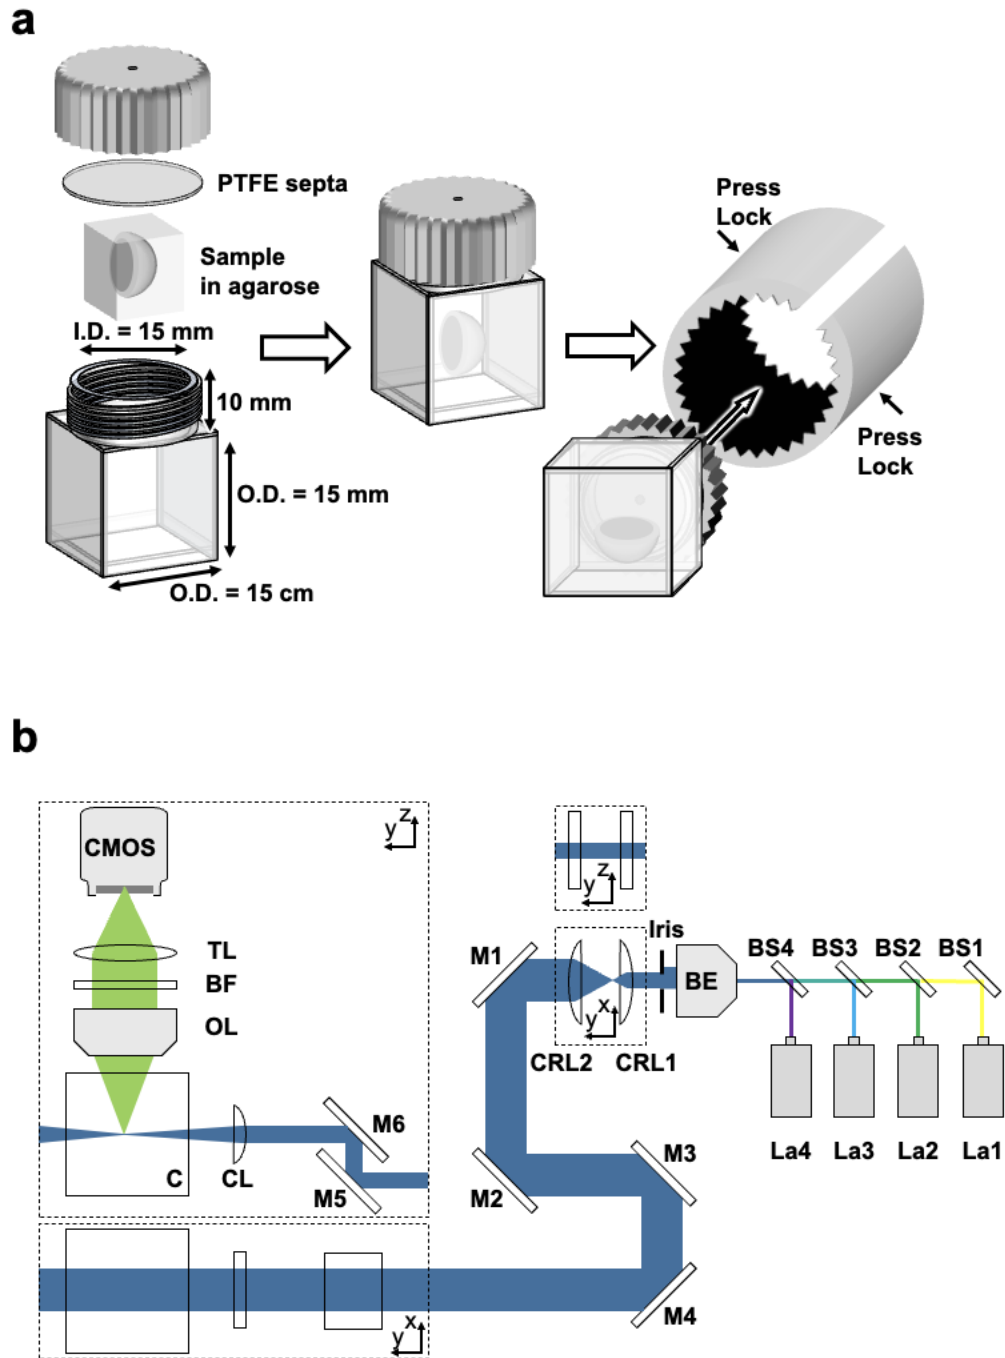 a
PTFE septa
Sample
in agarose
I.D. = 15 mm
10 mm
O.D. = 15 mm
O.D. = 15 cm
Press
Lock
Press
Lock
b
CMOS
z
y
TL
BF
OL
C
CL
M6
M5
z
y
Iris
M1
x
y
CRL2
CRL1
BE
BS4
BS3
BS2
BS1
La4
La3
La2
La1
M2
M3
M4
x
y